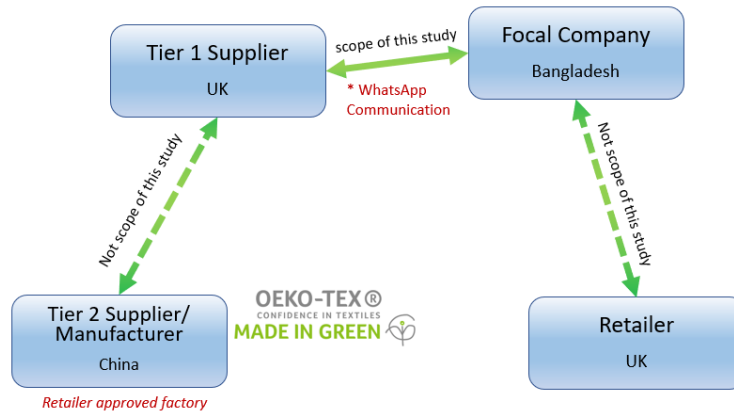 Tier 1 Supplier
UK
scope of this study
* WhatsApp
Communication
Focal Company
Bangladesh
Not scope of this study
Not scope of this study
Tier 2 Supplier/
Manufacturer
China
Retailer approved factory
OEKO-TEX®
CONFIDENCE IN TEXTILES
MADE IN GREEN
Retailer
UK